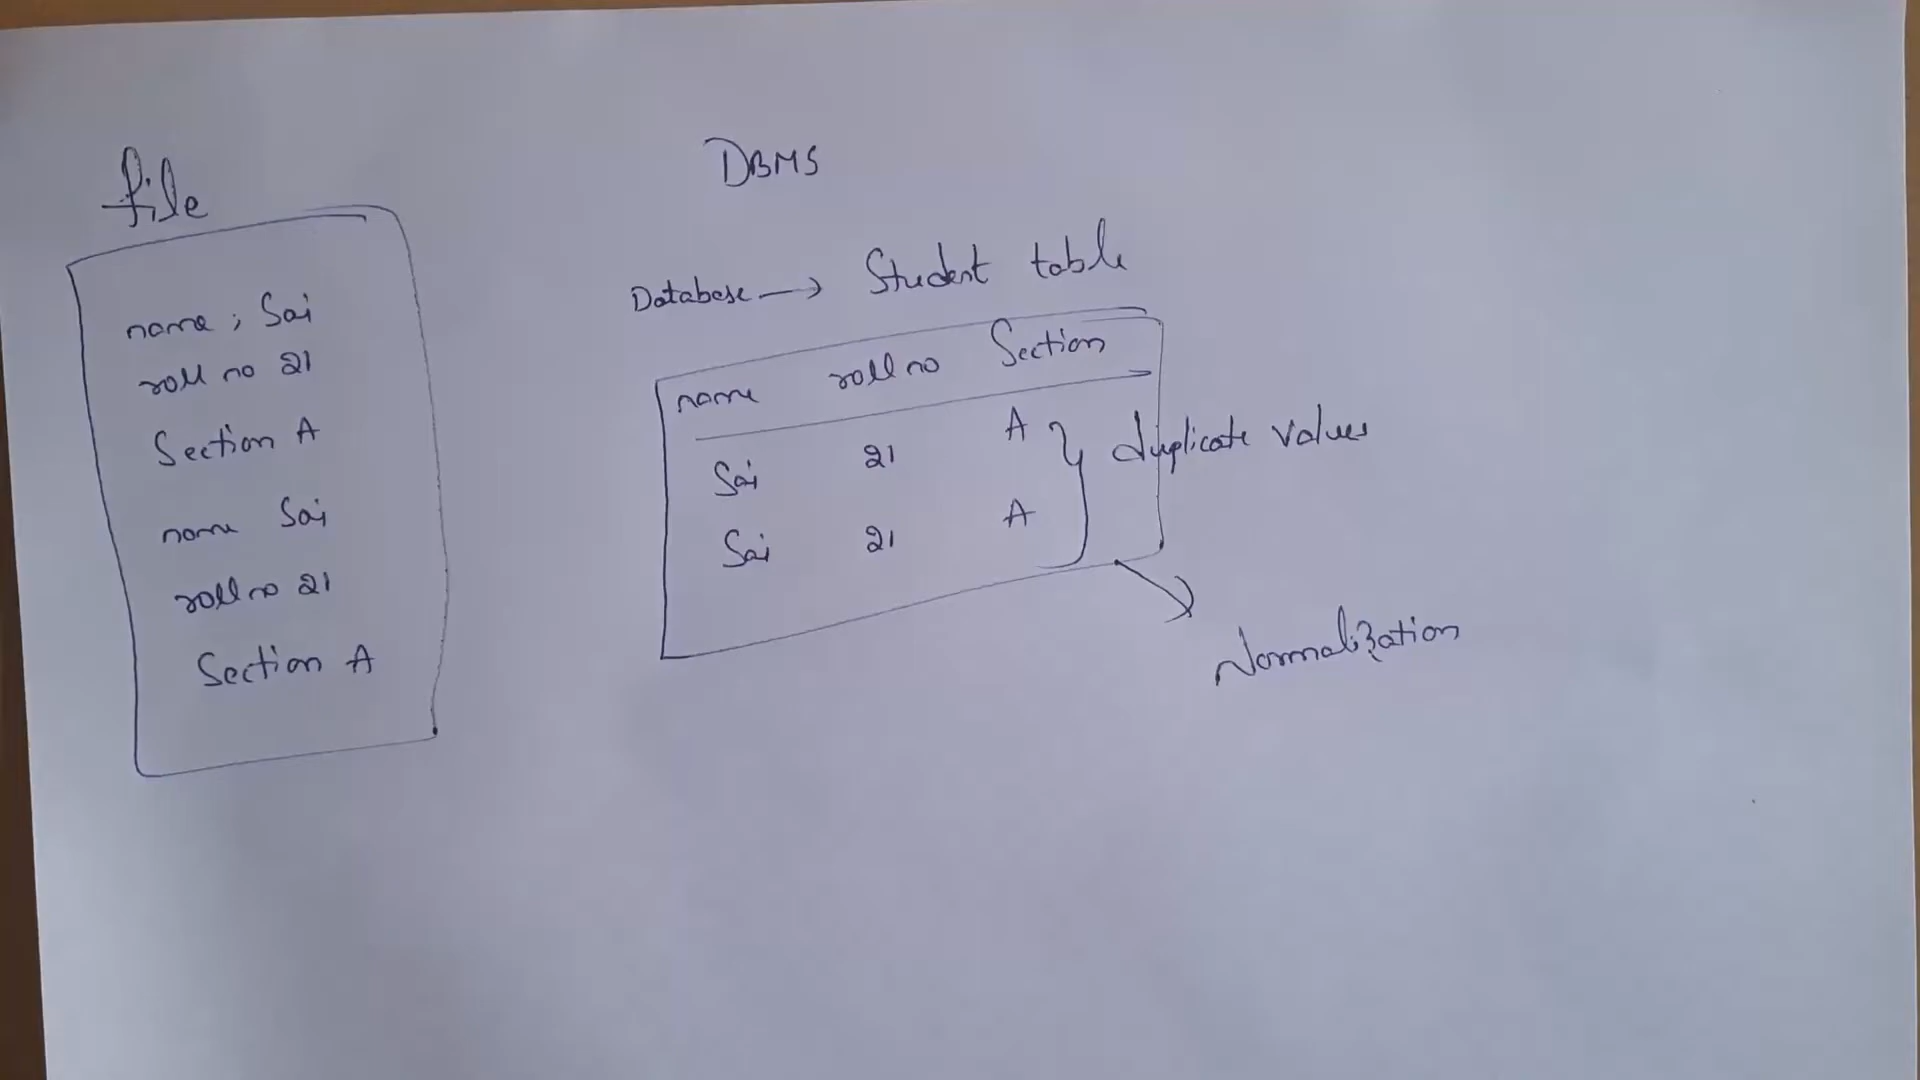 file
name ; Sai
roll no 21
Section A
name Sai
roll no 21
Section A
DBMS
Database → Student table
name roll no Section
Sai 21 A
Sai 21 A
duplicate values
Normalization